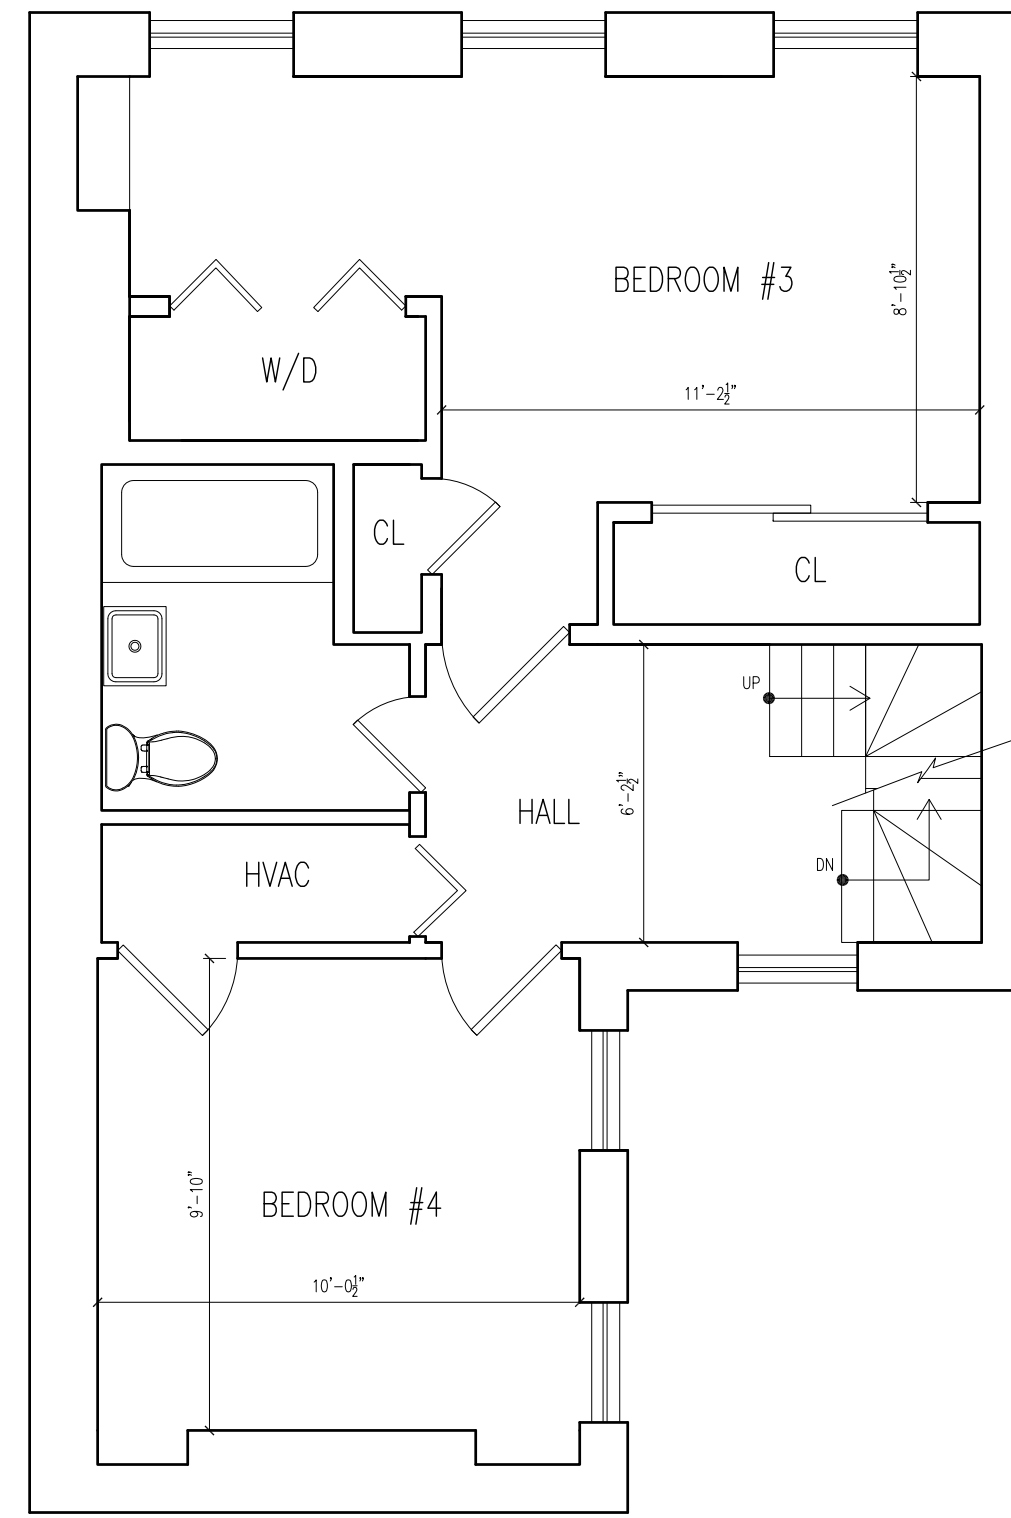 BEDROOM #3
8'-10½"
W/D
11'-2½"
CL
CL
UP
HALL
6'-2½"
DN
HVAC
BEDROOM #4
9'-10"
10'-0½"